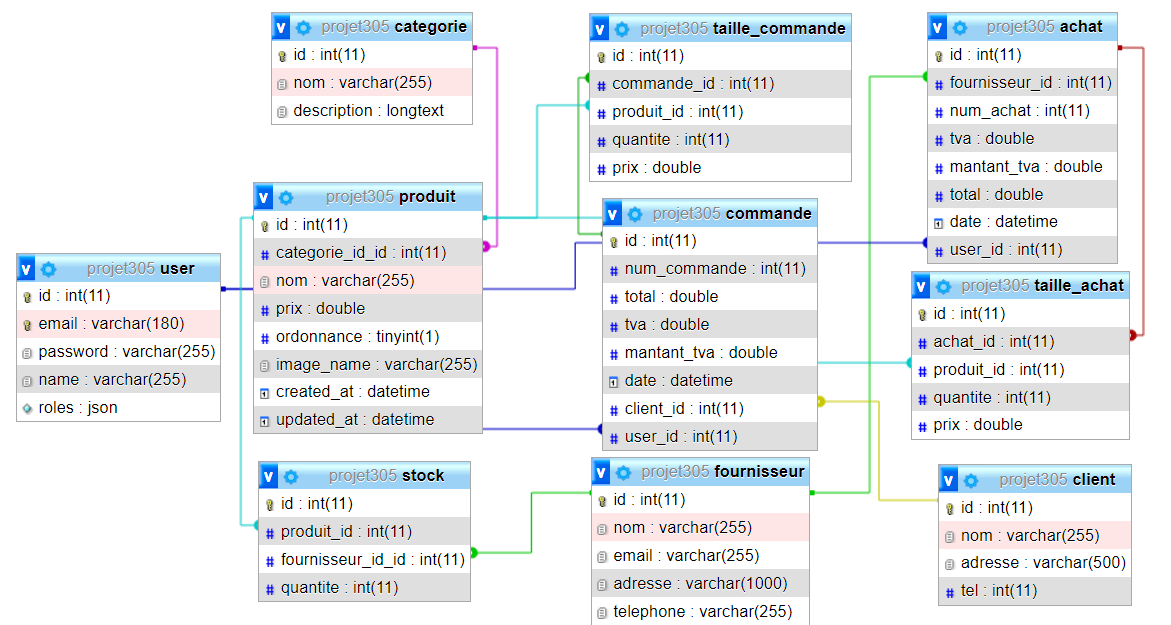 projet305 categorie
id : int(11)
nom : varchar(255)
description : longtext
projet305 taille_commande
id : int(11)
commande_id : int(11)
produit_id : int(11)
quantite : int(11)
prix : double
projet305 achat
id : int(11)
fournisseur_id : int(11)
num_achat : int(11)
tva : double
mantant_tva : double
total : double
date : datetime
user_id : int(11)
projet305 produit
id : int(11)
categorie_id_id : int(11)
nom : varchar(255)
prix : double
ordonnance : tinyint(1)
image_name : varchar(255)
created_at : datetime
updated_at : datetime
projet305 commande
id : int(11)
num_commande : int(11)
total : double
tva : double
mantant_tva : double
date : datetime
client_id : int(11)
user_id : int(11)
projet305 user
id : int(11)
email : varchar(180)
password : varchar(255)
name : varchar(255)
roles : json
projet305 taille_achat
id : int(11)
achat_id : int(11)
produit_id : int(11)
quantite : int(11)
prix : double
projet305 stock
id : int(11)
produit_id : int(11)
fournisseur_id_id : int(11)
quantite : int(11)
projet305 fournisseur
id : int(11)
nom : varchar(255)
email : varchar(255)
adresse : varchar(1000)
telephone : varchar(255)
projet305 client
id : int(11)
nom : varchar(255)
adresse : varchar(500)
tel : int(11)